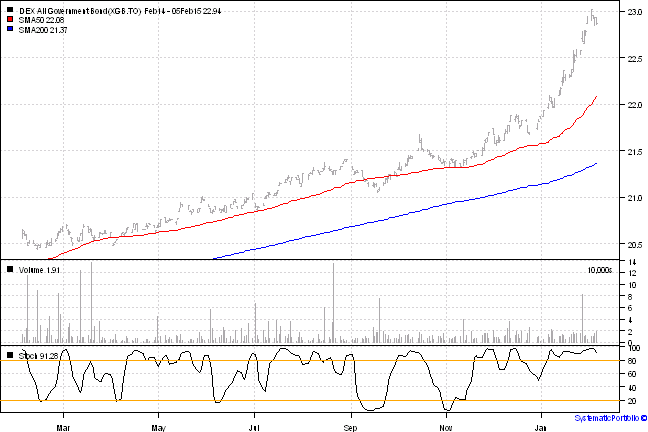 DEX All Government Bond (XGB.TO) Feb14 - 05Feb15 22.94
SMA50 22.08
SMA200 21.37
23.0
22.5
22.0
21.5
21.0
20.5
Volume 1.91
10,000s
14
12
10
8
6
4
2
0
Stoch 91.28
100
80
60
40
20
Mar May Jul Sep Nov Jan
SystematicPortfolio ©